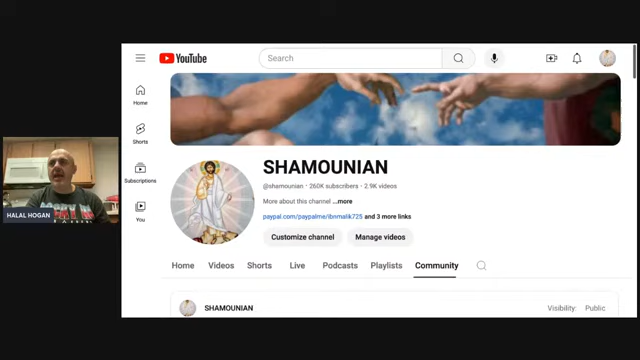 YouTube
Search
Home
Shorts
Subscriptions
You
HALAL HOGAN
SHAMOUNIAN
@shamounian · 260K subscribers · 2.9K videos
More about this channel ...more
paypal.com/paypalme/ibnmalik725 and 3 more links
Customize channel Manage videos
Home Videos Shorts Live Podcasts Playlists Community
SHAMOUNIAN Visibility: Public